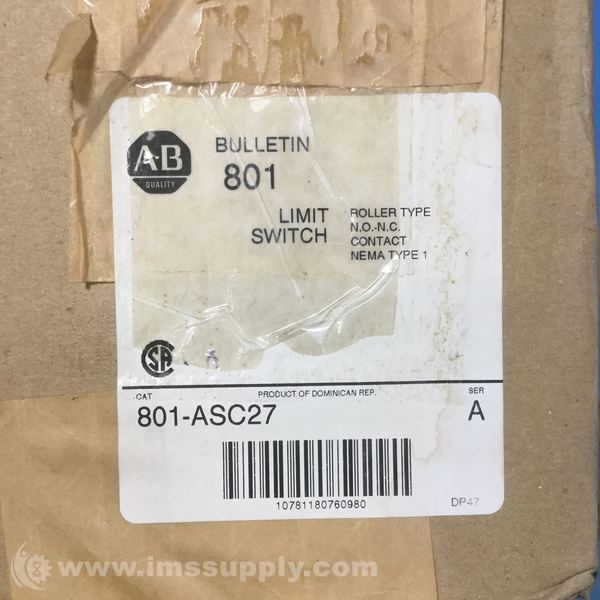 A-B
QUALITY
BULLETIN
801
LIMIT
SWITCH
ROLLER TYPE
N.O.-N.C.
CONTACT
NEMA TYPE 1
SA
CAT
PRODUCT OF DOMINICAN REP.
SER
801-ASC27
A
10781180760980
DP47
www.imssupply.com